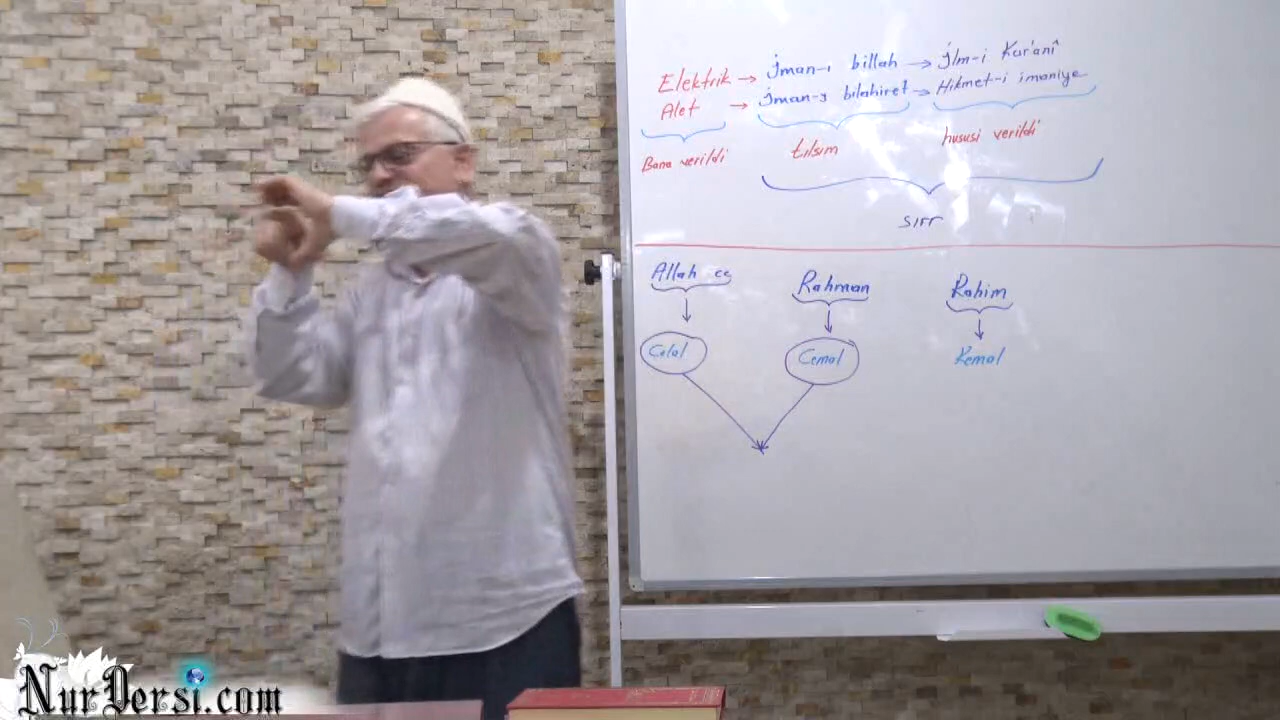 Elektrik → İman-ı billah → İlm-i Kur'anî
Alet → İman-ı bilahiret → Hikmet-i imaniye
Bana verildi tılsım hususi verildi
sırr
Allah cc Rahman Rahim
Celal Cemal Kemal
NurDersi.com